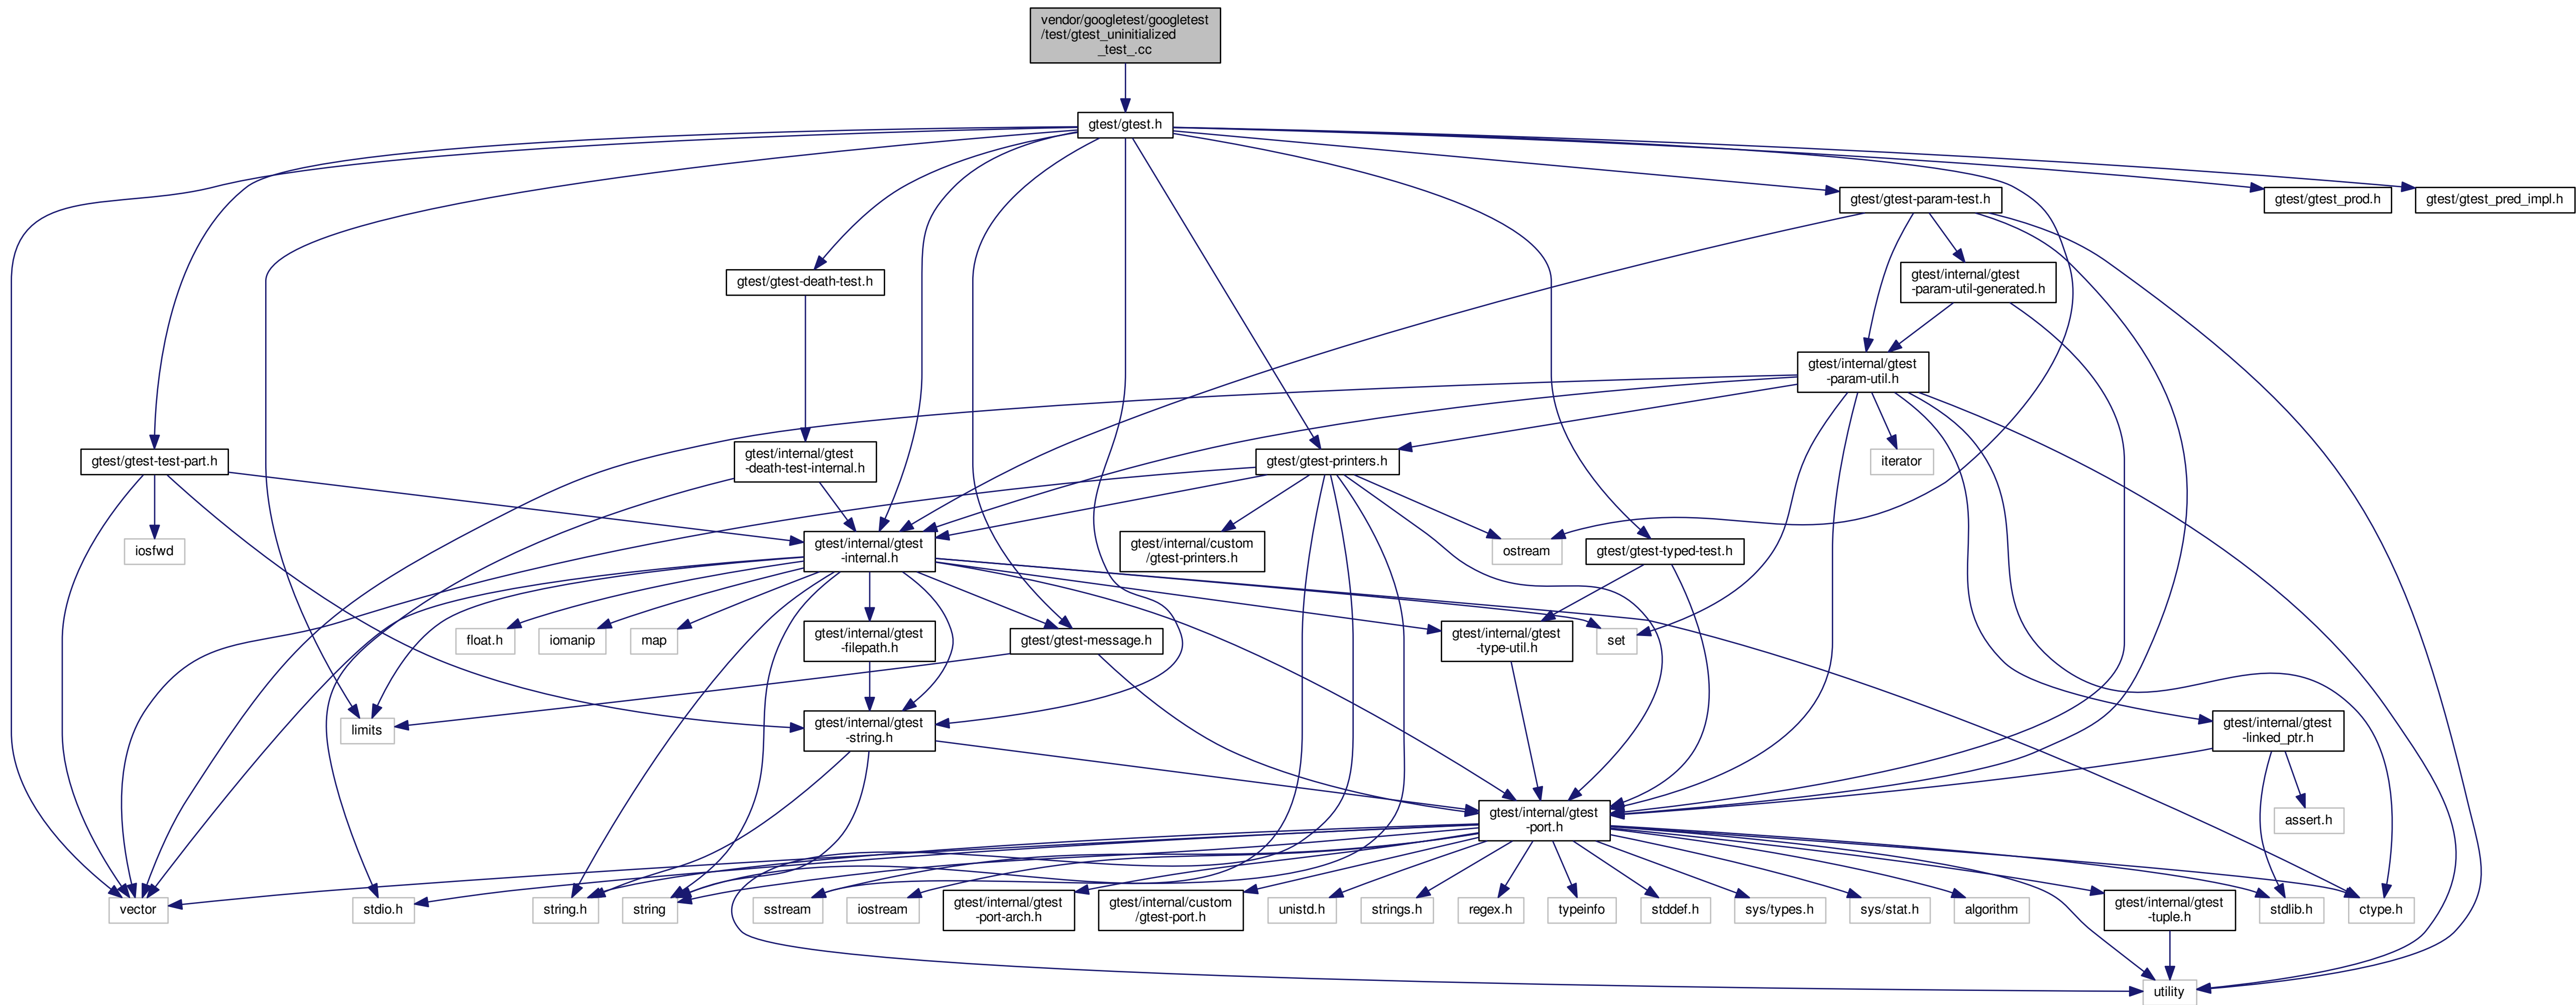 vendor/googletest/googletest
/test/gtest_uninitialized
_test_.cc
gtest/gtest.h
gtest/gtest-param-test.h
gtest/gtest_prod.h
gtest/gtest_pred_impl.h
gtest/gtest-death-test.h
gtest/internal/gtest
-param-util-generated.h
gtest/internal/gtest
-param-util.h
gtest/gtest-test-part.h
gtest/internal/gtest
-death-test-internal.h
gtest/gtest-printers.h
iterator
iosfwd
gtest/internal/gtest
-internal.h
gtest/internal/custom
/gtest-printers.h
ostream
gtest/gtest-typed-test.h
float.h
iomanip
map
gtest/internal/gtest
-filepath.h
gtest/gtest-message.h
gtest/internal/gtest
-type-util.h
set
limits
gtest/internal/gtest
-string.h
gtest/internal/gtest
-linked_ptr.h
gtest/internal/gtest
-port.h
assert.h
vector
stdio.h
string.h
string
sstream
iostream
gtest/internal/gtest
-port-arch.h
gtest/internal/custom
/gtest-port.h
unistd.h
strings.h
regex.h
typeinfo
stddef.h
sys/types.h
sys/stat.h
algorithm
gtest/internal/gtest
-tuple.h
stdlib.h
ctype.h
utility